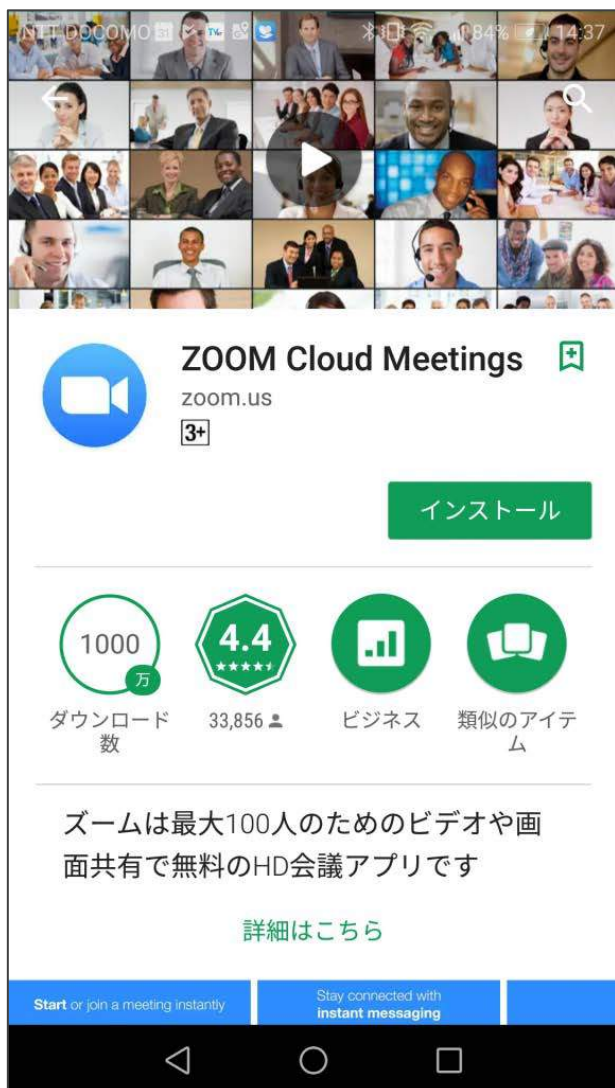 NTT DOCOMO 84% 14:37
ZOOM Cloud Meetings
zoom.us
3+
インストール
1000
万
ダウンロード
数
4.4
33,856
ビジネス
類似のアイテ
ム
ズームは最大100人のためのビデオや画
面共有で無料のHD会議アプリです
詳細はこちら
Start or join a meeting instantly
Stay connected with
instant messaging